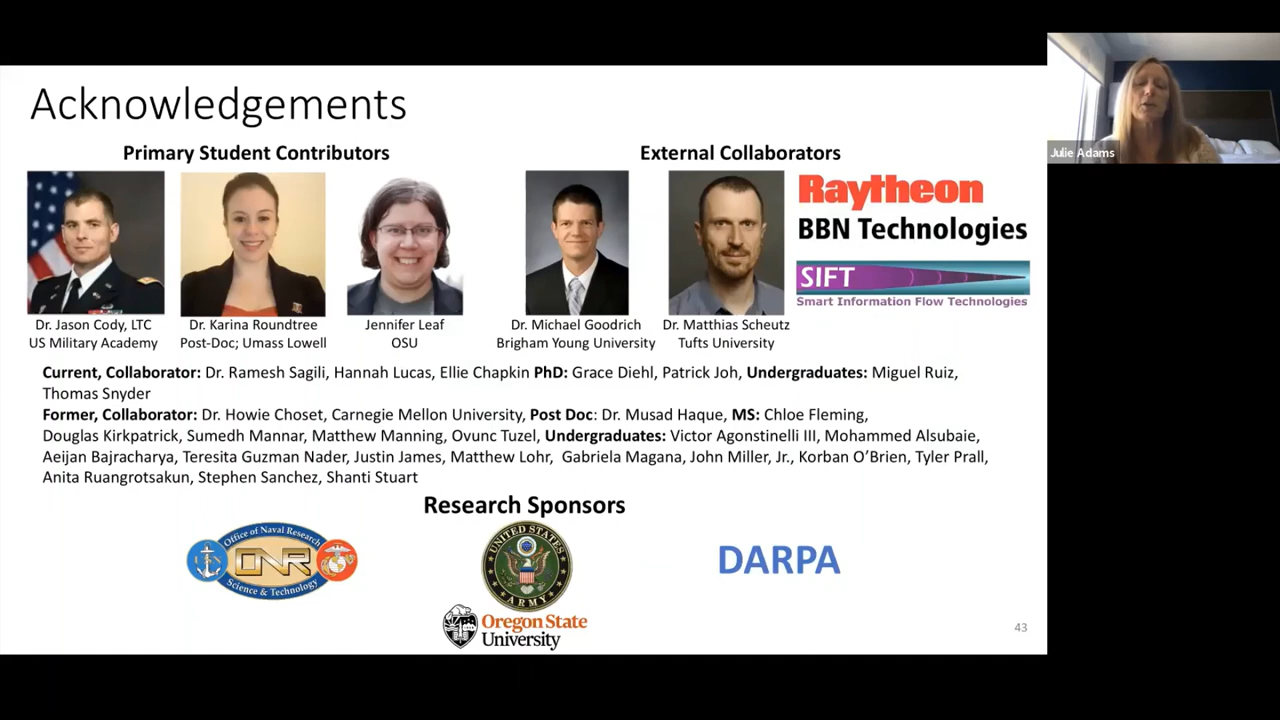 Acknowledgements
Primary Student Contributors
External Collaborators
Raytheon
BBN Technologies
SIFT
Smart Information Flow Technologies
Dr. Jason Cody, LTC
US Military Academy
Dr. Karina Roundtree
Post-Doc; Umass Lowell
Jennifer Leaf
OSU
Dr. Michael Goodrich
Brigham Young University
Dr. Matthias Scheutz
Tufts University
Current, Collaborator: Dr. Ramesh Sagili, Hannah Lucas, Ellie Chapkin PhD: Grace Diehl, Patrick Joh, Undergraduates: Miguel Ruiz,
Thomas Snyder
Former, Collaborator: Dr. Howie Choset, Carnegie Mellon University, Post Doc: Dr. Musad Haque, MS: Chloe Fleming,
Douglas Kirkpatrick, Sumedh Mannar, Matthew Manning, Ovunc Tuzel, Undergraduates: Victor Agonstinelli III, Mohammed Alsubaie,
Aeijan Bajracharya, Teresita Guzman Nader, Justin James, Matthew Lohr, Gabriela Magana, John Miller, Jr., Korban O'Brien, Tyler Prall,
Anita Ruangrotsakun, Stephen Sanchez, Shanti Stuart
Research Sponsors
Office of Naval Research
ONR
Science & Technology
UNITED STATES
ARMY
DARPA
Oregon State
University
43
Julie Adams